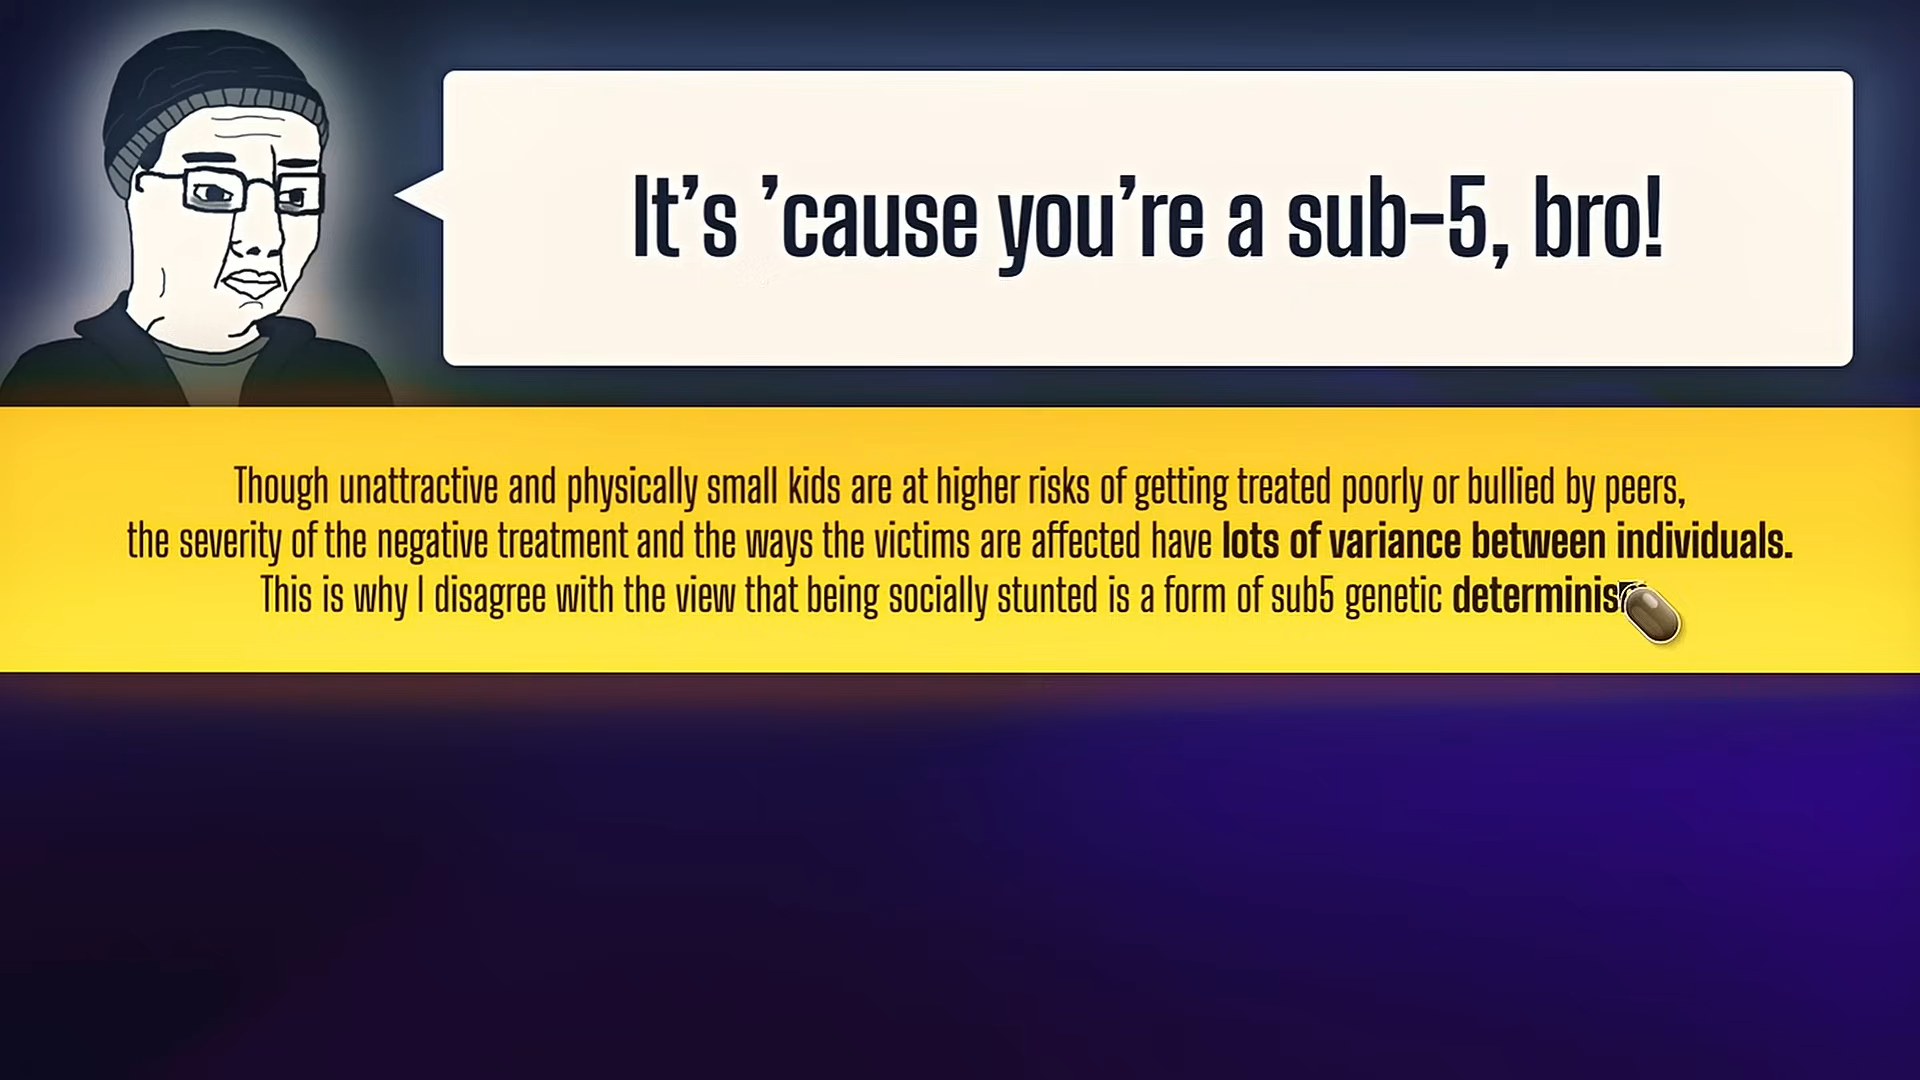 It’s ’cause you’re a sub-5, bro!
Though unattractive and physically small kids are at higher risks of getting treated poorly or bullied by peers,
the severity of the negative treatment and the ways the victims are affected have lots of variance between individuals.
This is why I disagree with the view that being socially stunted is a form of sub5 genetic determinis